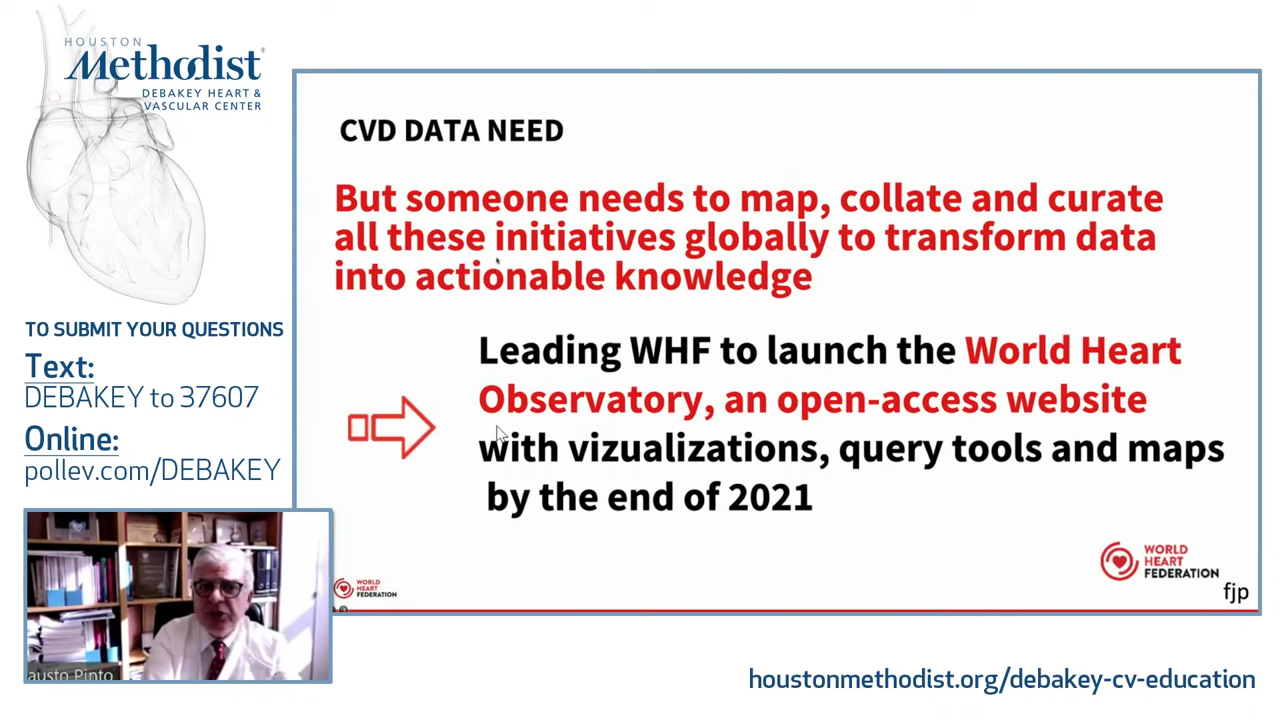 HOUSTON
Methodist
DEBAKEY HEART &
VASCULAR CENTER
TO SUBMIT YOUR QUESTIONS
Text:
DEBAKEY to 37607
Online:
pollev.com/DEBAKEY
austo Pinto
CVD DATA NEED
But someone needs to map, collate and curate
all these initiatives globally to transform data
into actionable knowledge
Leading WHF to launch the World Heart
Observatory, an open-access website
with vizualizations, query tools and maps
by the end of 2021
WORLD
HEART
FEDERATION
WORLD
HEART
FEDERATION
fjp
houstonmethodist.org/debakey-cv-education